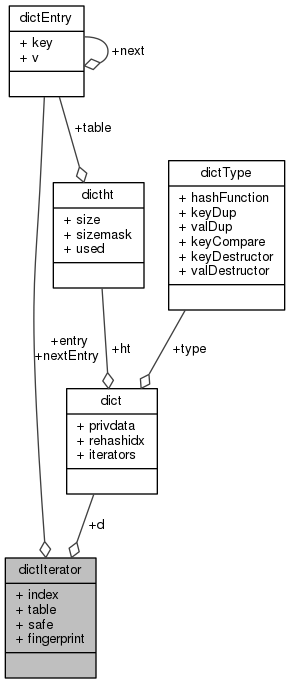 dictEntry
+ key
+ v
+next
+table
dictht
+ size
+ sizemask
+ used
dictType
+ hashFunction
+ keyDup
+ valDup
+ keyCompare
+ keyDestructor
+ valDestructor
+entry
+nextEntry
+ht
+type
dict
+ privdata
+ rehashidx
+ iterators
+d
dictIterator
+ index
+ table
+ safe
+ fingerprint